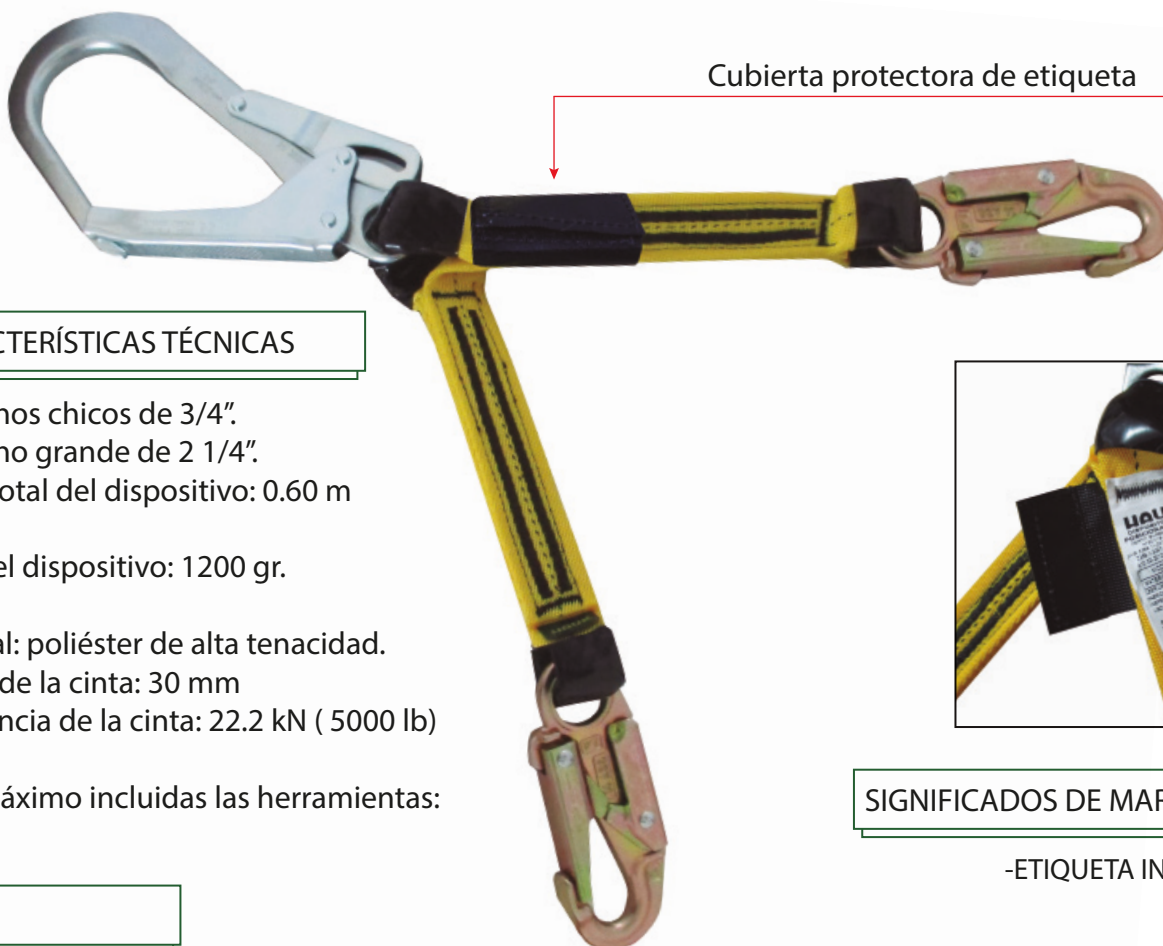 Cubierta protectora de etiqueta
CTERÍSTICAS TÉCNICAS
nos chicos de 3/4”.
no grande de 2 1/4”.
otal del dispositivo: 0.60 m
el dispositivo: 1200 gr.
al: poliéster de alta tenacidad.
de la cinta: 30 mm
ncia de la cinta: 22.2 kN ( 5000 lb)
áximo incluidas las herramientas:
SIGNIFICADOS DE MAR
-ETIQUETA IN